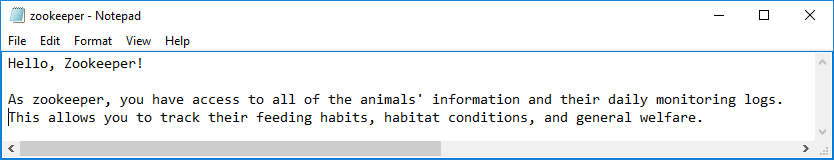 zookeeper - Notepad
File Edit Format View Help
Hello, Zookeeper!
As zookeeper, you have access to all of the animals' information and their daily monitoring logs.
This allows you to track their feeding habits, habitat conditions, and general welfare.